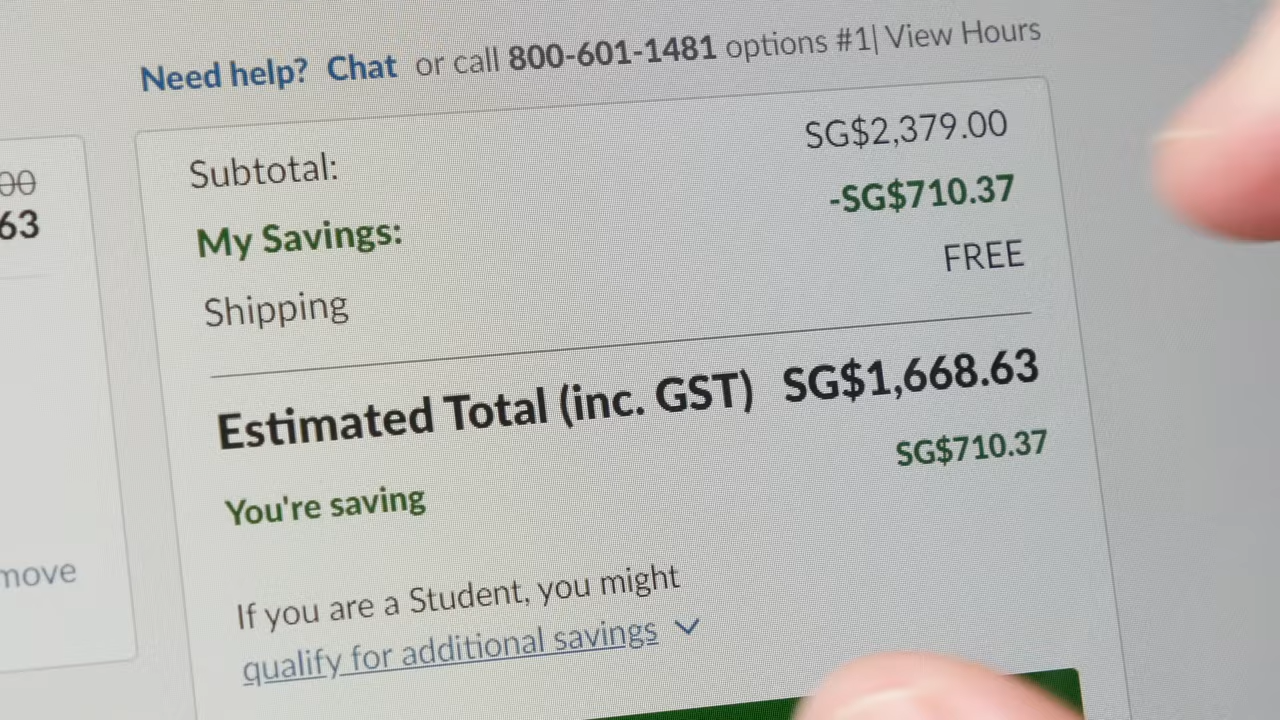 Need help? Chat or call 800-601-1481 options #1| View Hours
00
63
Subtotal: SG$2,379.00
My Savings: -SG$710.37
Shipping FREE
Estimated Total (inc. GST) SG$1,668.63
You're saving SG$710.37
move
If you are a Student, you might
qualify for additional savings